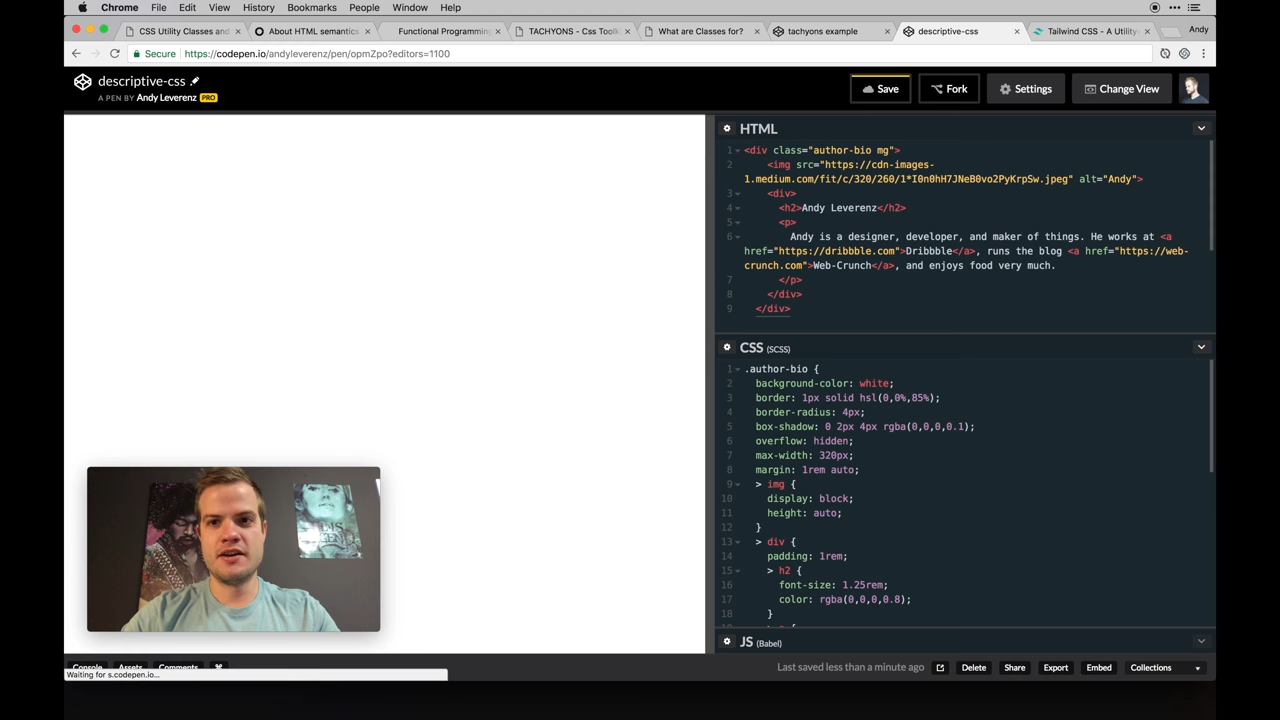 Chrome File Edit View History Bookmarks People Window Help
CSS Utility Classes and
About HTML semantics
Functional Programming
TACHYONS - Css Toolk
What are Classes for?
tachyons example
descriptive-css
Tailwind CSS - A Utility
Andy
Secure https://codepen.io/andyleverenz/pen/opmZpo?editors=1100
descriptive-css
A PEN BY Andy Leverenz PRO
Save Fork Settings Change View
HTML
1 <div class="author-bio mg">
2 <img src="https://cdn-images-
1.medium.com/fit/c/320/260/1*I0n0hH7JNeB0vo2PyKrpSw.jpeg" alt="Andy">
3 <div>
4 <h2>Andy Leverenz</h2>
5 <p>
6 Andy is a designer, developer, and maker of things. He works at <a
href="https://dribbble.com">Dribbble</a>, runs the blog <a href="https://web-
crunch.com">Web-Crunch</a>, and enjoys food very much.
7 </p>
8 </div>
9 </div>
CSS (SCSS)
1 .author-bio {
2 background-color: white;
3 border: 1px solid hsl(0,0%,85%);
4 border-radius: 4px;
5 box-shadow: 0 2px 4px rgba(0,0,0,0.1);
6 overflow: hidden;
7 max-width: 320px;
8 margin: 1rem auto;
9 > img {
10 display: block;
11 height: auto;
12 }
13 > div {
14 padding: 1rem;
15 > h2 {
16 font-size: 1.25rem;
17 color: rgba(0,0,0,0.8);
18 }
JS (Babel)
Console Assets Comments ⌘
Last saved less than a minute ago Delete Share Export Embed Collections
Waiting for s.codepen.io...